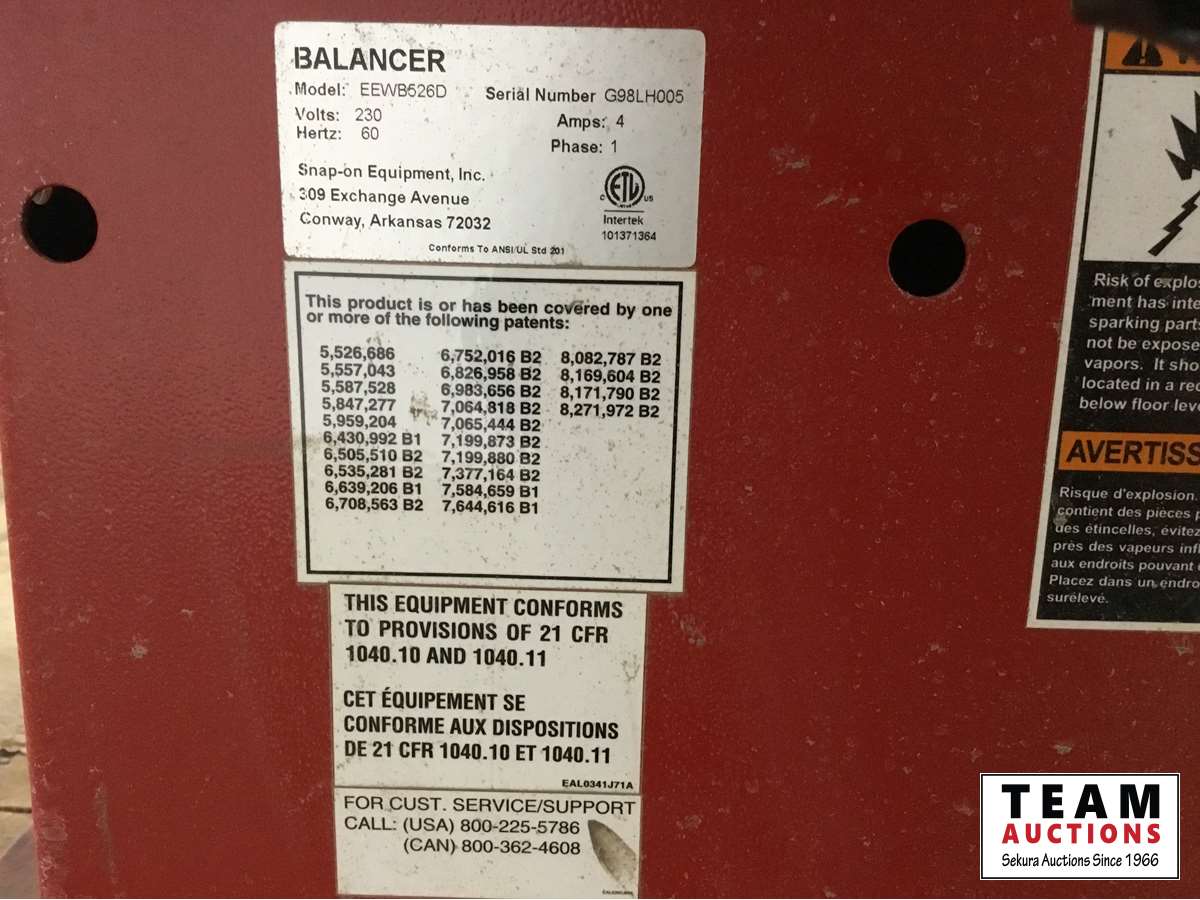 BALANCER
Model: EEWB526D Serial Number G98LH005
Volts: 230 Amps: 4
Hertz: 60 Phase: 1
Snap-on Equipment, Inc.
309 Exchange Avenue
Conway, Arkansas 72032
C ETL US
Intertek
101371364
Conforms To ANSI/UL Std 201
This product is or has been covered by one
or more of the following patents:
5,526,686 6,752,016 B2 8,082,787 B2
5,557,043 6,826,958 B2 8,169,604 B2
5,587,528 6,983,656 B2 8,171,790 B2
5,847,277 7,064,818 B2 8,271,972 B2
5,959,204 7,065,444 B2
6,430,992 B1 7,199,873 B2
6,505,510 B2 7,199,880 B2
6,535,281 B2 7,377,164 B2
6,639,206 B1 7,584,659 B1
6,708,563 B2 7,644,616 B1
THIS EQUIPMENT CONFORMS
TO PROVISIONS OF 21 CFR
1040.10 AND 1040.11
CET ÉQUIPEMENT SE
CONFORME AUX DISPOSITIONS
DE 21 CFR 1040.10 ET 1040.11
EAL0341J71A
FOR CUST. SERVICE/SUPPORT
CALL: (USA) 800-225-5786
(CAN) 800-362-4608
Risk of explos
ment has inte
sparking part
not be expose
vapors. It sho
located in a rec
below floor leve
AVERTISS
Risque d'explosion.
contient des pièces p
des étincelles, évitez
près des vapeurs infl
aux endroits pouvant
Placez dans un endro
surélevé.
TEAM
AUCTIONS
Sekura Auctions Since 1966